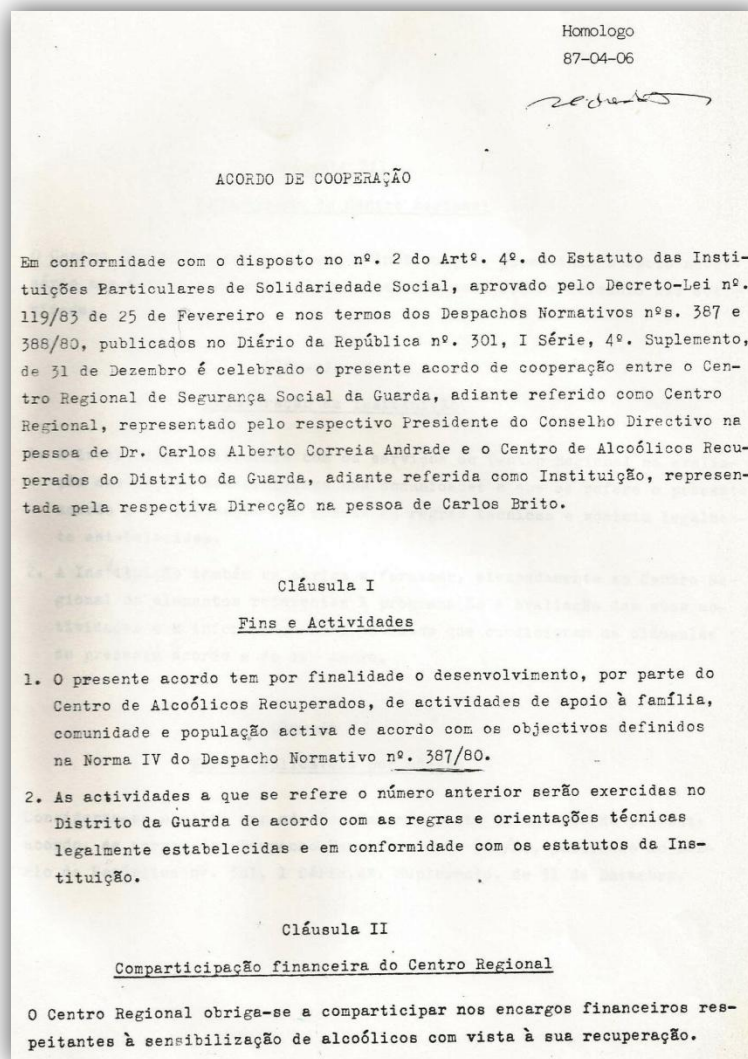 Homologo
87-04-06
ACORDO DE COOPERAÇÃO
Em conformidade com o disposto no nº. 2 do Artº. 4º. do Estatuto das Insti-
tuições Particulares de Solidariedade Social, aprovado pelo Decreto-Lei nº.
119/83 de 25 de Fevereiro e nos termos dos Despachos Normativos nºs. 387 e
388/80, publicados no Diário da República nº. 301, I Série, 4º. Suplemento,
de 31 de Dezembro é celebrado o presente acordo de cooperação entre o Cen-
tro Regional de Segurança Social da Guarda, adiante referido como Centro
Regional, representado pelo respectivo Presidente do Conselho Directivo na
pessoa de Dr. Carlos Alberto Correia Andrade e o Centro de Alcoólicos Recu-
perados do Distrito da Guarda, adiante referida como Instituição, represen-
tada pela respectiva Direcção na pessoa de Carlos Brito.
Cláusula I
Fins e Actividades
1. O presente acordo tem por finalidade o desenvolvimento, por parte do
Centro de Alcoólicos Recuperados, de actividades de apoio à família,
comunidade e população activa de acordo com os objectivos definidos
na Norma IV do Despacho Normativo nº. 387/80.
2. As actividades a que se refere o número anterior serão exercidas no
Distrito da Guarda de acordo com as regras e orientações técnicas
legalmente estabelecidas e em conformidade com os estatutos da Ins-
tituição.
Cláusula II
Comparticipação financeira do Centro Regional
O Centro Regional obriga-se a comparticipar nos encargos financeiros res-
peitantes à sensibilização de alcoólicos com vista à sua recuperação.